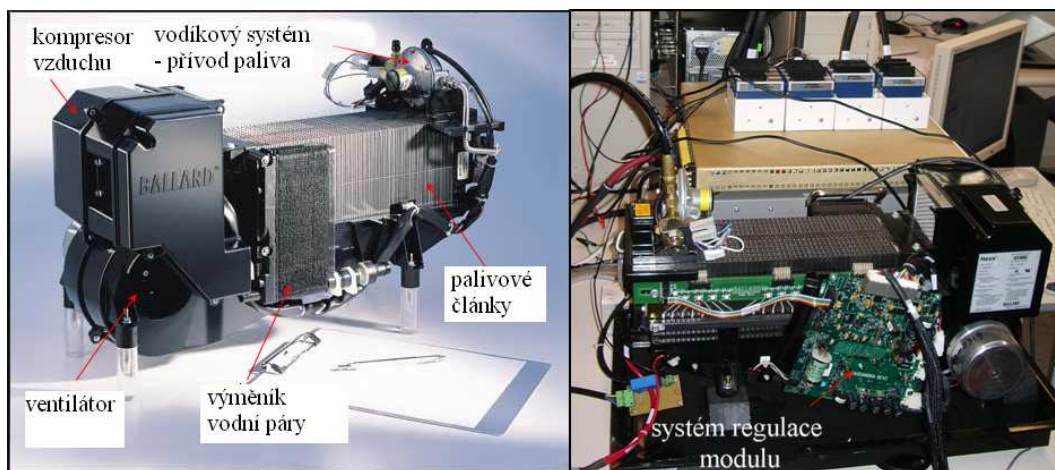 kompresor
vzduchu
vodíkový systém
- přívod paliva
BALLARD
palivové
články
ventilátor
výměník
vodní páry
systém regulace
modulu